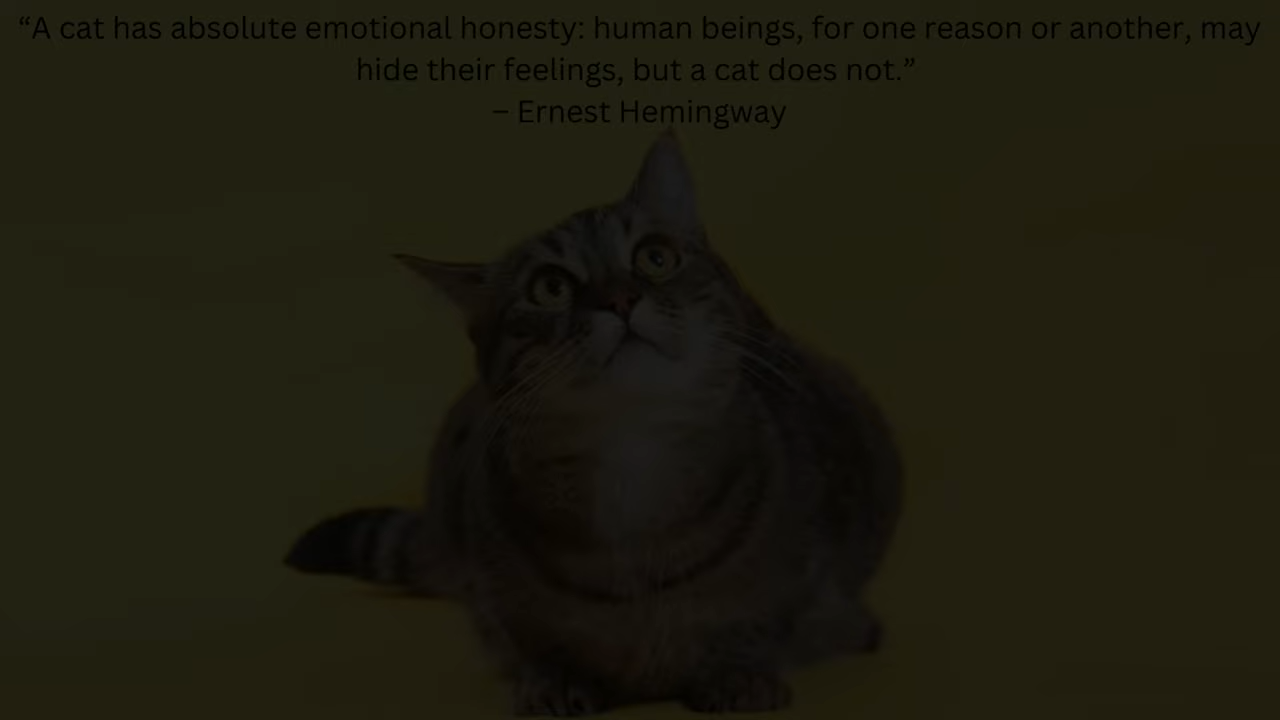 “A cat has absolute emotional honesty: human beings, for one reason or another, may
hide their feelings, but a cat does not.”
– Ernest Hemingway